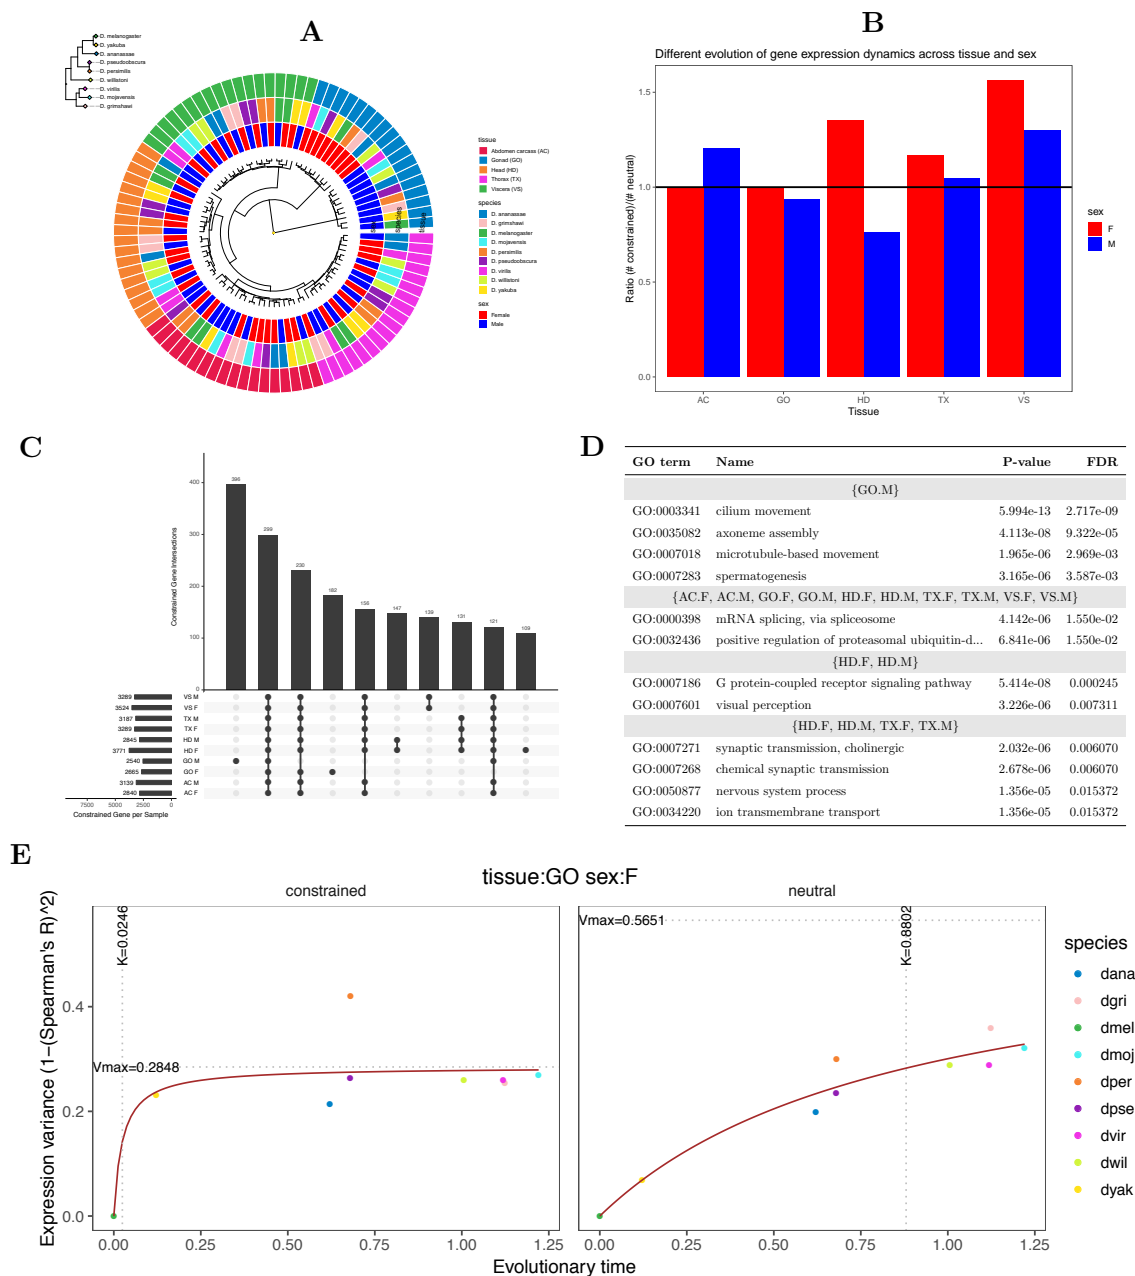 A
D. melanogaster
D. yakuba
D. ananassae
D. pseudoobscura
D. persimilis
D. willistoni
D. virilis
D. mojavensis
D. grimshawi
species
tissue
tissue
Abdomen carcass (AC)
Gonad (GO)
Head (HD)
Thorax (TX)
Viscera (VS)
species
D. ananassae
D. grimshawi
D. melanogaster
D. mojavensis
D. persimilis
D. pseudoobscura
D. virilis
D. willistoni
D. yakuba
sex
Female
Male
B
Different evolution of gene expression dynamics across tissue and sex
Ratio (# constrained)/(# neutral)
1.5
1.0
0.5
0.0
AC GO HD TX VS
Tissue
sex
F
M
C
Constrained Gene Intersections
400
300
200
100
0
396 299 230 182 156 147 139 131 121 109
3289 VS M
3524 VS F
3187 TX M
3289 TX F
2845 HD M
3771 HD F
2540 GO M
2665 GO F
3139 AC M
2840 AC F
7500 5000 2500 0
Constrained Gene per Sample
D
GO term Name P-value FDR
{GO.M}
GO:0003341 cilium movement 5.994e-13 2.717e-09
GO:0035082 axoneme assembly 4.113e-08 9.322e-05
GO:0007018 microtubule-based movement 1.965e-06 2.969e-03
GO:0007283 spermatogenesis 3.165e-06 3.587e-03
{AC.F, AC.M, GO.F, GO.M, HD.F, HD.M, TX.F, TX.M, VS.F, VS.M}
GO:0000398 mRNA splicing, via spliceosome 4.142e-06 1.550e-02
GO:0032436 positive regulation of proteasomal ubiquitin-d... 6.841e-06 1.550e-02
{HD.F, HD.M}
GO:0007186 G protein-coupled receptor signaling pathway 5.414e-08 0.000245
GO:0007601 visual perception 3.226e-06 0.007311
{HD.F, HD.M, TX.F, TX.M}
GO:0007271 synaptic transmission, cholinergic 2.032e-06 0.006070
GO:0007268 chemical synaptic transmission 2.678e-06 0.006070
GO:0050877 nervous system process 1.356e-05 0.015372
GO:0034220 ion transmembrane transport 1.356e-05 0.015372
E
tissue:GO sex:F
constrained neutral
Expression variance (1−(Spearman's R)^2)
0.4
0.2
0.0
K=0.0246
Vmax=0.2848
Vmax=0.5651
K=0.8802
0.00 0.25 0.50 0.75 1.00 1.25
0.00 0.25 0.50 0.75 1.00 1.25
Evolutionary time
species
dana
dgri
dmel
dmoj
dper
dpse
dvir
dwil
dyak